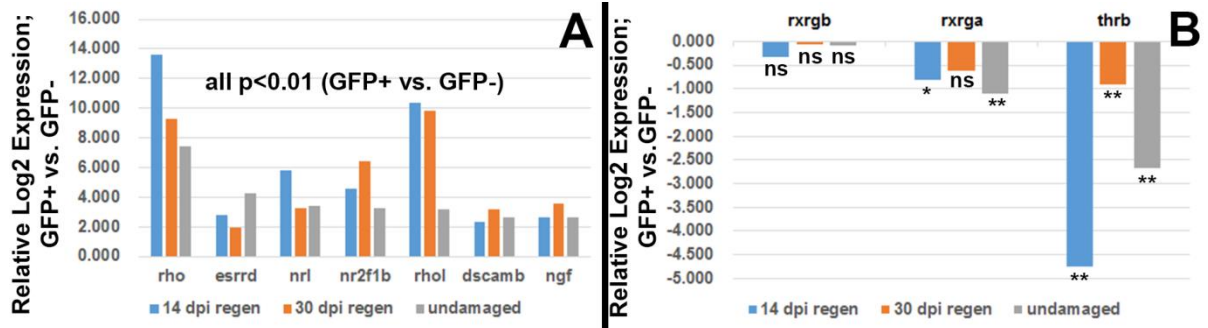 A
Relative Log2 Expression;
GFP+ vs. GFP-
16.000
14.000
12.000
10.000
8.000
6.000
4.000
2.000
0.000
all p<0.01 (GFP+ vs. GFP-)
rho esrrd nrl nr2f1b rhol dscamb ngf
14 dpi regen 30 dpi regen undamaged
B
Relative Log2 Expression;
GFP+ vs.GFP-
rxrgb rxrga thrb
0.000
-0.500
-1.000
-1.500
-2.000
-2.500
-3.000
-3.500
-4.000
-4.500
-5.000
ns ns ns
* ns **
** ** **
14 dpi regen 30 dpi regen undamaged